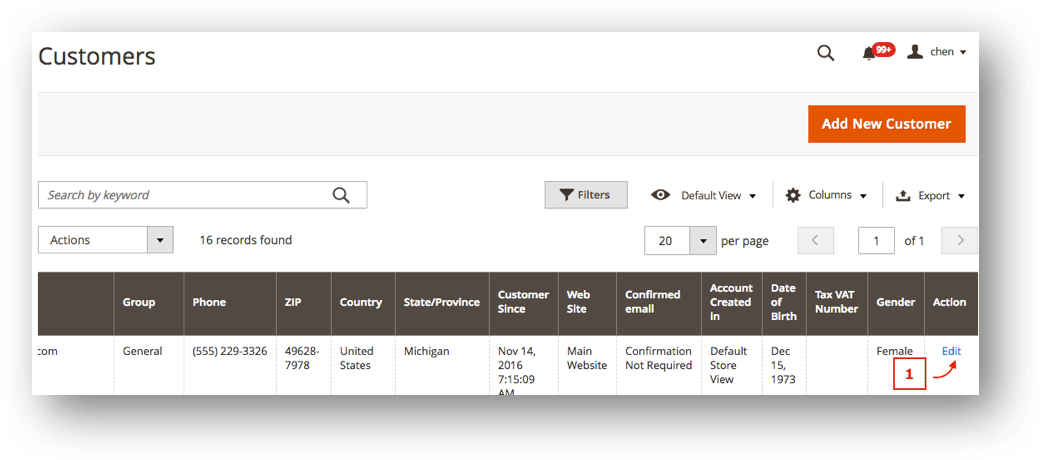 Customers
99+
chen
Add New Customer
Search by keyword
Filters
Default View
Columns
Export
Actions
16 records found
20
per page
1
of 1
Group
Phone
ZIP
Country
State/Province
Customer Since
Web Site
Confirmed email
Account Created in
Date of Birth
Tax VAT Number
Gender
Action
com
General
(555) 229-3326
49628-
7978
United
States
Michigan
Nov 14,
2016
7:15:09
AM
Main
Website
Confirmation
Not Required
Default
Store
View
Dec
15,
1973
Female
Edit
1